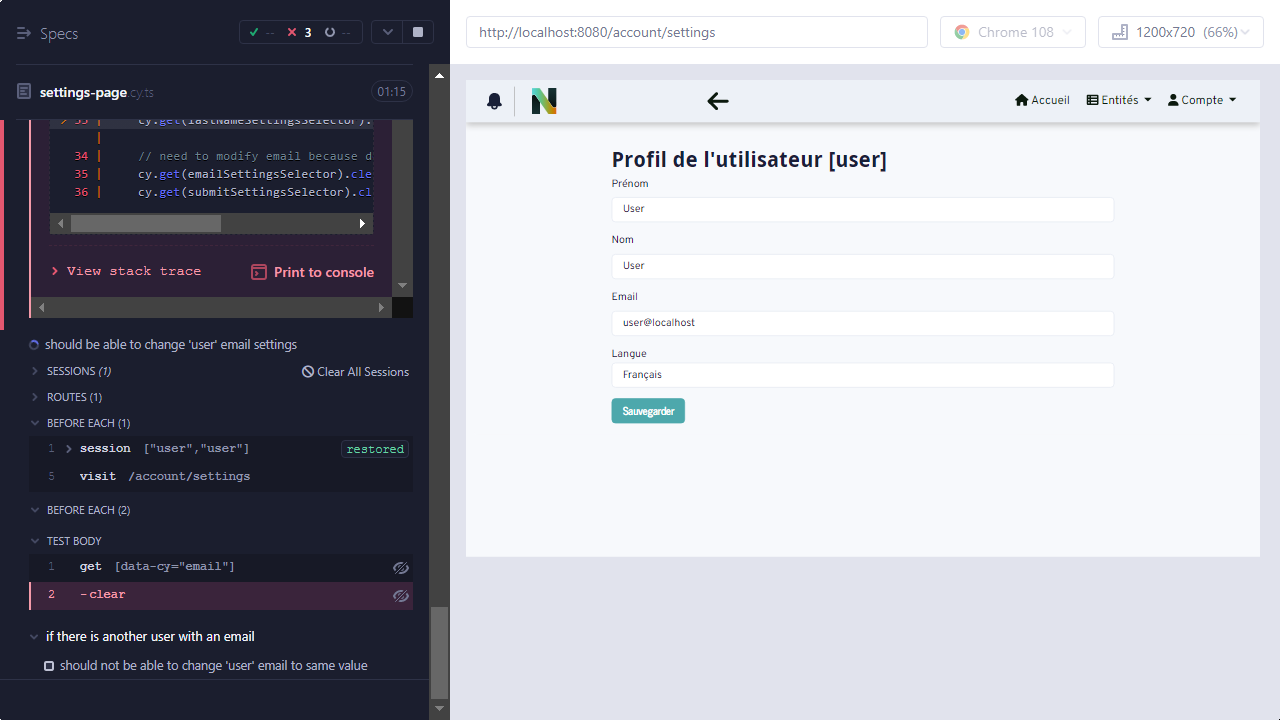 Specs
-- 3 --
settings-page.cy.ts
01:15
33 | cy.get(lastNameSettingsSelector).
|
34 | // need to modify email because d
35 | cy.get(emailSettingsSelector).cle
36 | cy.get(submitSettingsSelector).cl
View stack trace
Print to console
should be able to change 'user' email settings
SESSIONS (1)
Clear All Sessions
ROUTES (1)
BEFORE EACH (1)
1 session ["user","user"] restored
5 visit /account/settings
BEFORE EACH (2)
TEST BODY
1 get [data-cy="email"]
2 -clear
if there is another user with an email
should not be able to change 'user' email to same value
http://localhost:8080/account/settings
Chrome 108
1200x720 (66%)
Accueil
Entités
Compte
Profil de l'utilisateur [user]
Prénom
User
Nom
User
Email
user@localhost
Langue
Français
Sauvegarder